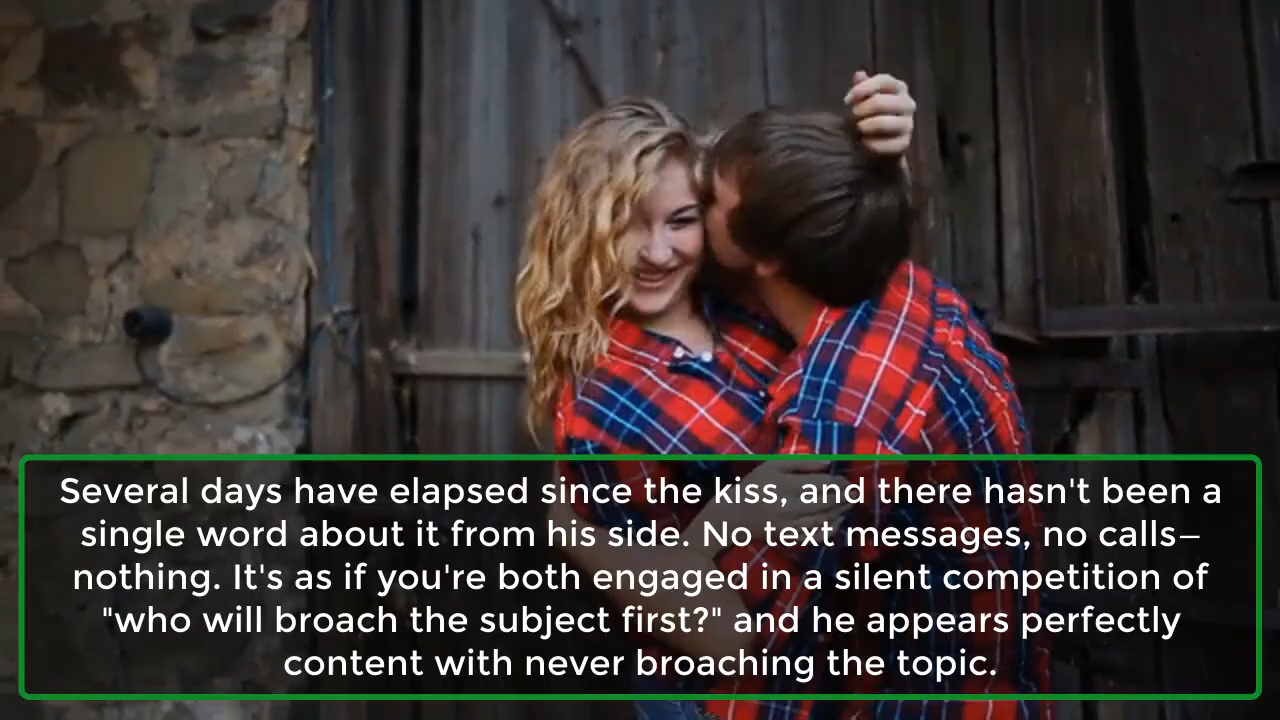 Several days have elapsed since the kiss, and there hasn't been a
single word about it from his side. No text messages, no calls—
nothing. It's as if you're both engaged in a silent competition of
"who will broach the subject first?" and he appears perfectly
content with never broaching the topic.